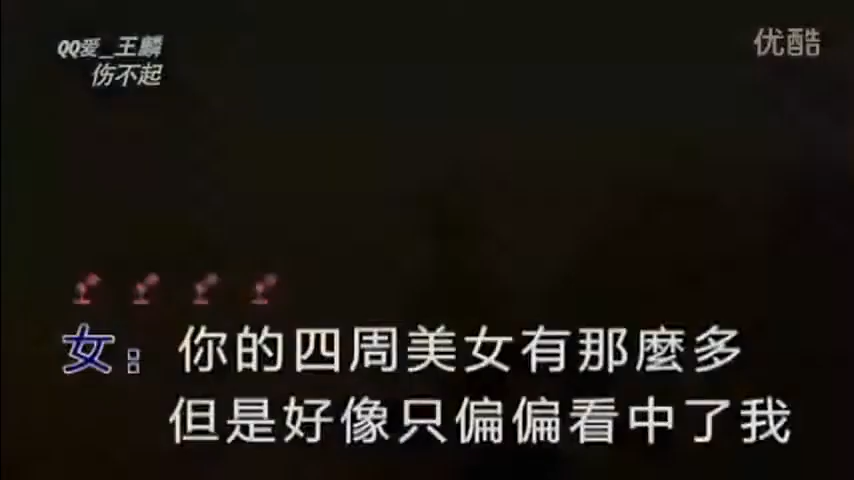 QQ爱_王麟
伤不起
优酷
女：你的四周美女有那麼多
但是好像只偏偏看中了我